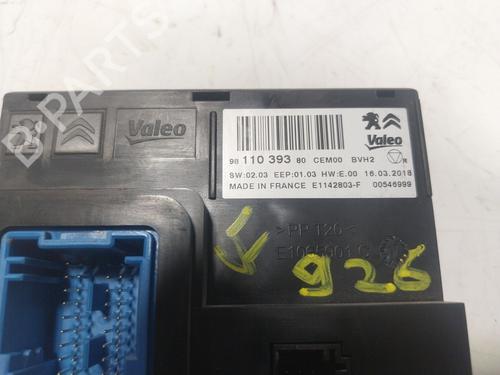 B-PARTS
Valeo
Valeo
98 110 393 80 CEM00 BVH2
SW:02.03 EEP:01.03 HW:E.00 16.03.2018
MADE IN FRANCE E1142803-F 00546999
>PP T20<
E1065001 C
926